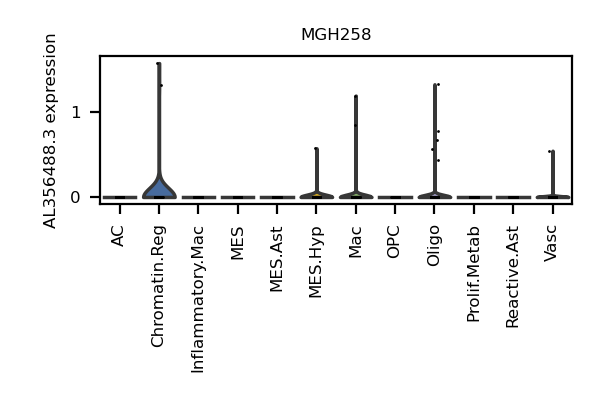 MGH258
AL356488.3 expression
1
0
AC
Chromatin.Reg
Inflammatory.Mac
MES
MES.Ast
MES.Hyp
Mac
OPC
Oligo
Prolif.Metab
Reactive.Ast
Vasc